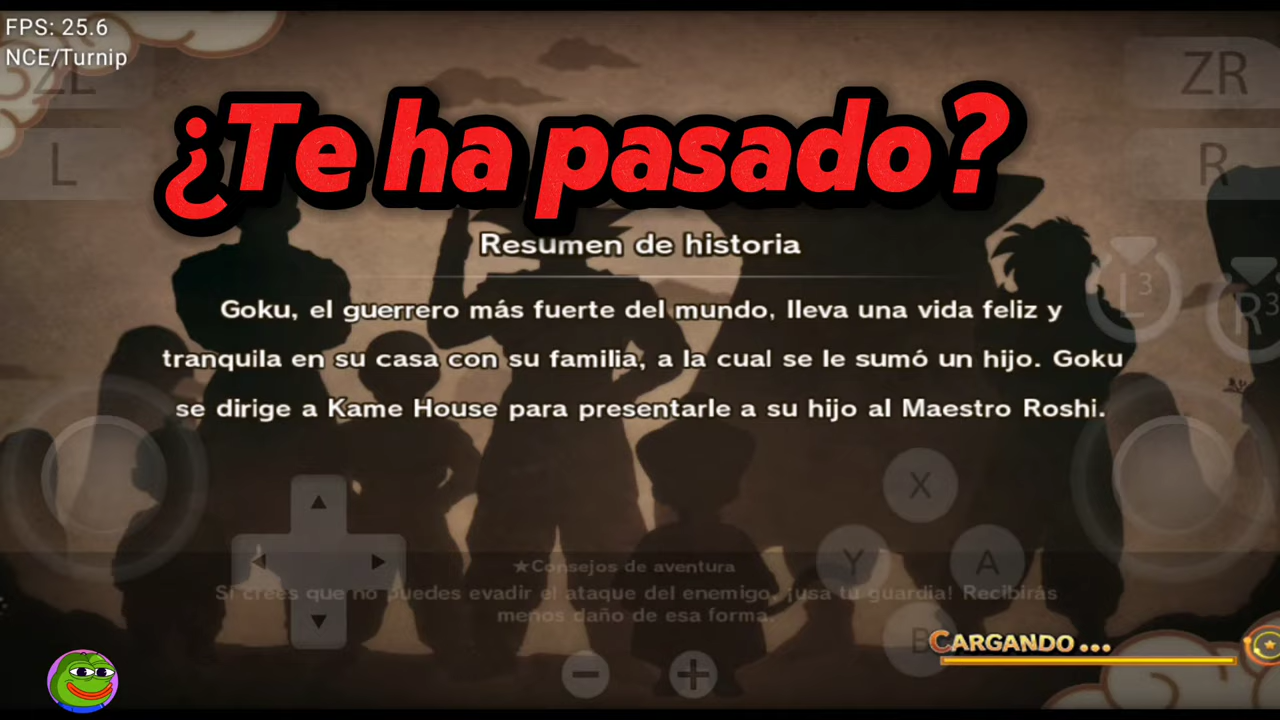 FPS: 25.6
NCE/Turnip
ZL
ZR
L
R
¿Te ha pasado?
Resumen de historia
L3
R3
Goku, el guerrero más fuerte del mundo, lleva una vida feliz y
tranquila en su casa con su familia, a la cual se le sumó un hijo. Goku
se dirige a Kame House para presentarle a su hijo al Maestro Roshi.
X
Y
A
★Consejos de aventura
Si crees que no puedes evadir el ataque del enemigo, ¡usa tu guardia! Recibirás
menos daño de esa forma.
B
CARGANDO...